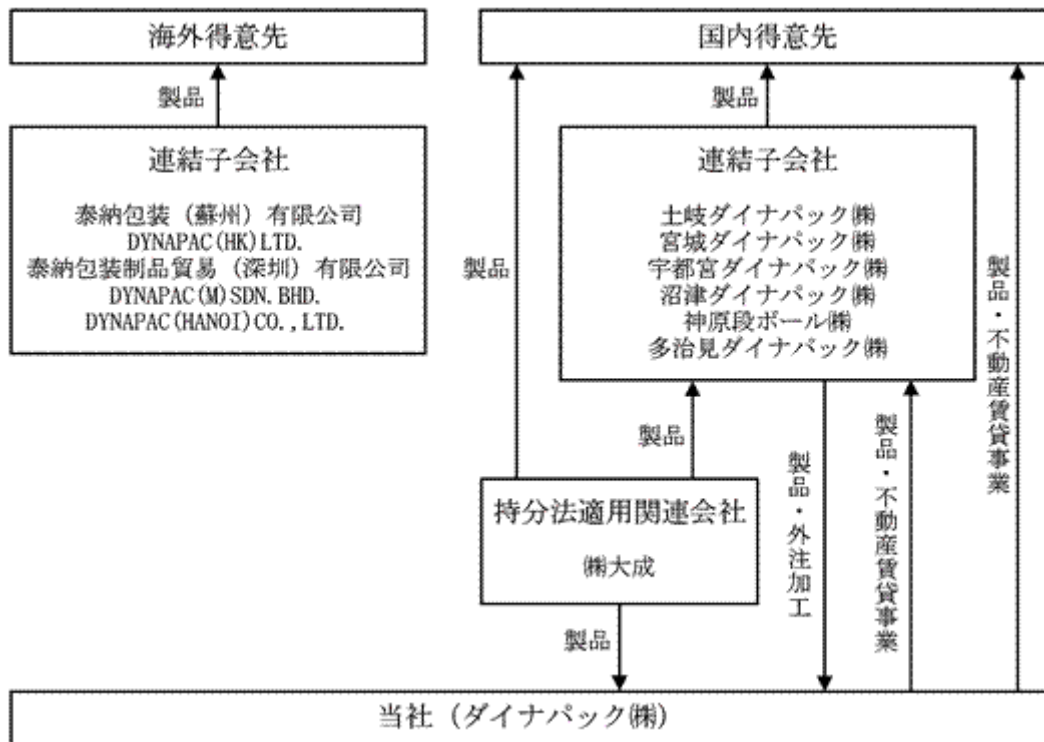 海外得意先
国内得意先
製品
製品
製品
連結子会社
泰納包装（蘇州）有限公司
DYNAPAC(HK)LTD.
泰納包装制品貿易（深圳）有限公司
DYNAPAC(M)SDN.BHD.
DYNAPAC(HANOI)CO.,LTD.
連結子会社
土岐ダイナパック㈱
宮城ダイナパック㈱
宇都宮ダイナパック㈱
沼津ダイナパック㈱
神原段ボール㈱
多治見ダイナパック㈱
製品・不動産賃貸事業
製品
製品・外注加工
製品・不動産賃貸事業
持分法適用関連会社
㈱大成
製品
当社（ダイナパック㈱）